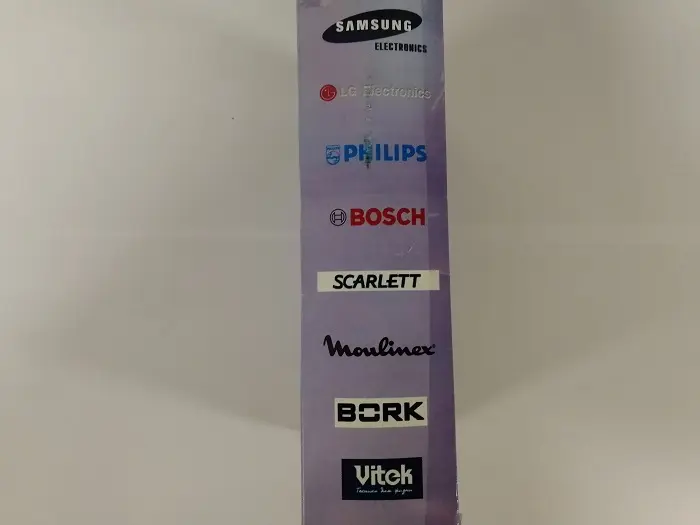 SAMSUNG
ELECTRONICS
LG Electronics
PHILIPS
BOSCH
SCARLETT
Moulinex
BORK
Vitek